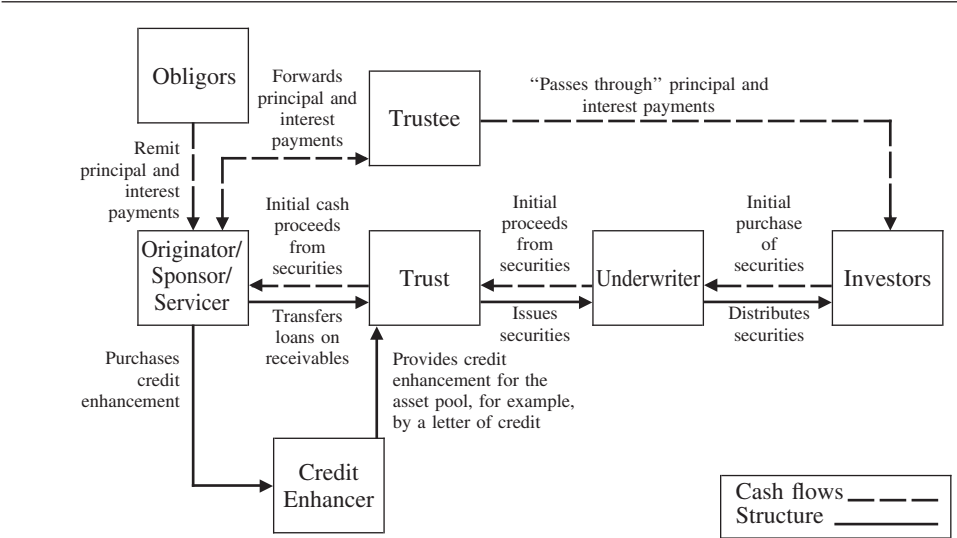 Obligors
Forwards
principal and
interest
payments
Trustee
“Passes through” principal and
interest payments
Remit
principal and
interest
payments
Originator/
Sponsor/
Servicer
Initial cash
proceeds
from
securities
Transfers
loans on
receivables
Trust
Initial
proceeds
from
securities
Issues
securities
Underwriter
Initial
purchase
of
securities
Distributes
securities
Investors
Purchases
credit
enhancement
Provides credit
enhancement for the
asset pool, for example,
by a letter of credit
Credit
Enhancer
Cash flows
Structure